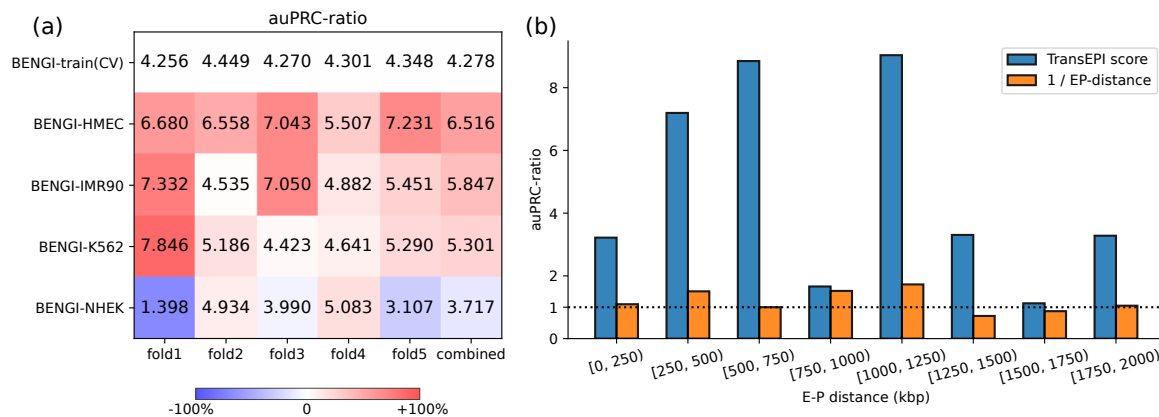 (a)
auPRC-ratio
BENGI-train(CV) 4.256 4.449 4.270 4.301 4.348 4.278
BENGI-HMEC 6.680 6.558 7.043 5.507 7.231 6.516
BENGI-IMR90 7.332 4.535 7.050 4.882 5.451 5.847
BENGI-K562 7.846 5.186 4.423 4.641 5.290 5.301
BENGI-NHEK 1.398 4.934 3.990 5.083 3.107 3.717
fold1 fold2 fold3 fold4 fold5 combined
-100% 0 +100%
(b)
TransEPI score
1 / EP-distance
auPRC-ratio
8
6
4
2
1
0
[0, 250) [250, 500) [500, 750) [750, 1000) [1000, 1250) [1250, 1500) [1500, 1750) [1750, 2000)
E-P distance (kbp)